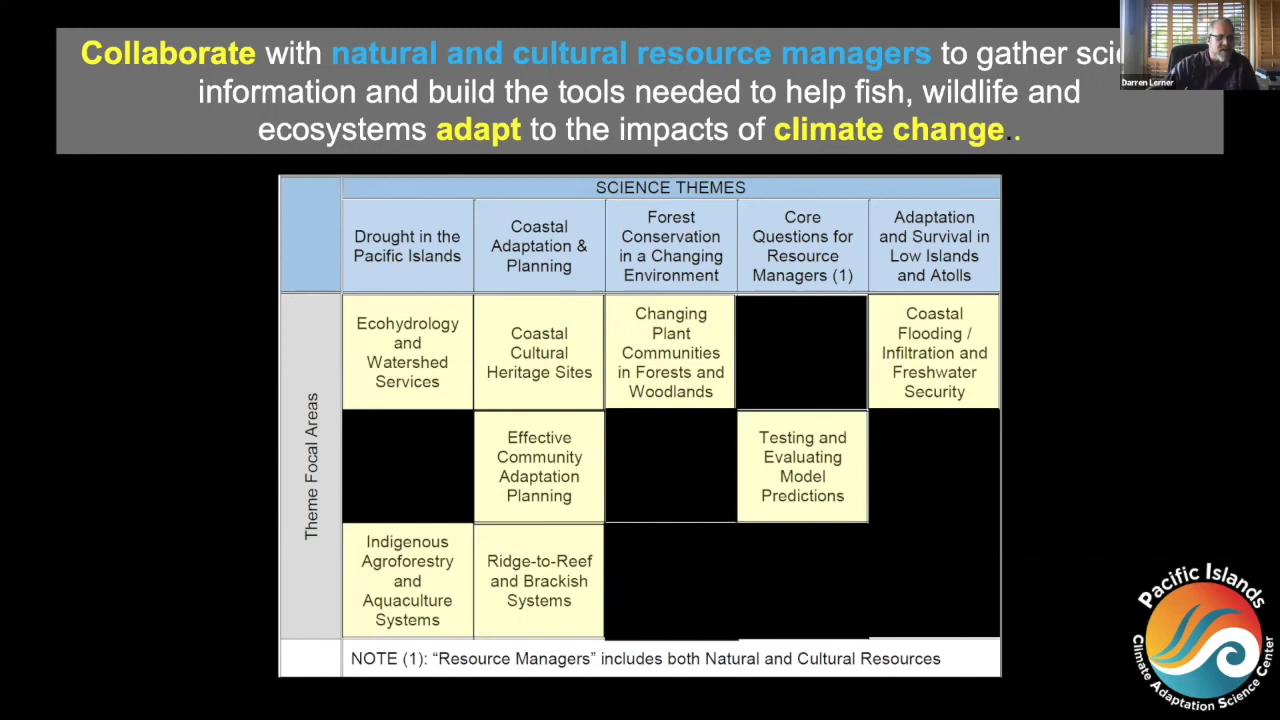 Collaborate with natural and cultural resource managers to gather
information and build the tools needed to help fish, wildlife and
ecosystems adapt to the impacts of climate change..
Darren Lerner
SCIENCE THEMES
Drought in the
Pacific Islands
Coastal
Adaptation &
Planning
Forest
Conservation
in a Changing
Environment
Core
Questions for
Resource
Managers (1)
Adaptation
and Survival in
Low Islands
and Atolls
Theme Focal Areas
Ecohydrology
and
Watershed
Services
Coastal
Cultural
Heritage Sites
Changing
Plant
Communities
in Forests and
Woodlands
Coastal
Flooding /
Infiltration and
Freshwater
Security
Effective
Community
Adaptation
Planning
Testing and
Evaluating
Model
Predictions
Indigenous
Agroforestry
and
Aquaculture
Systems
Ridge-to-Reef
and Brackish
Systems
NOTE (1): “Resource Managers” includes both Natural and Cultural Resources
Pacific Islands
Climate Adaptation Science Center